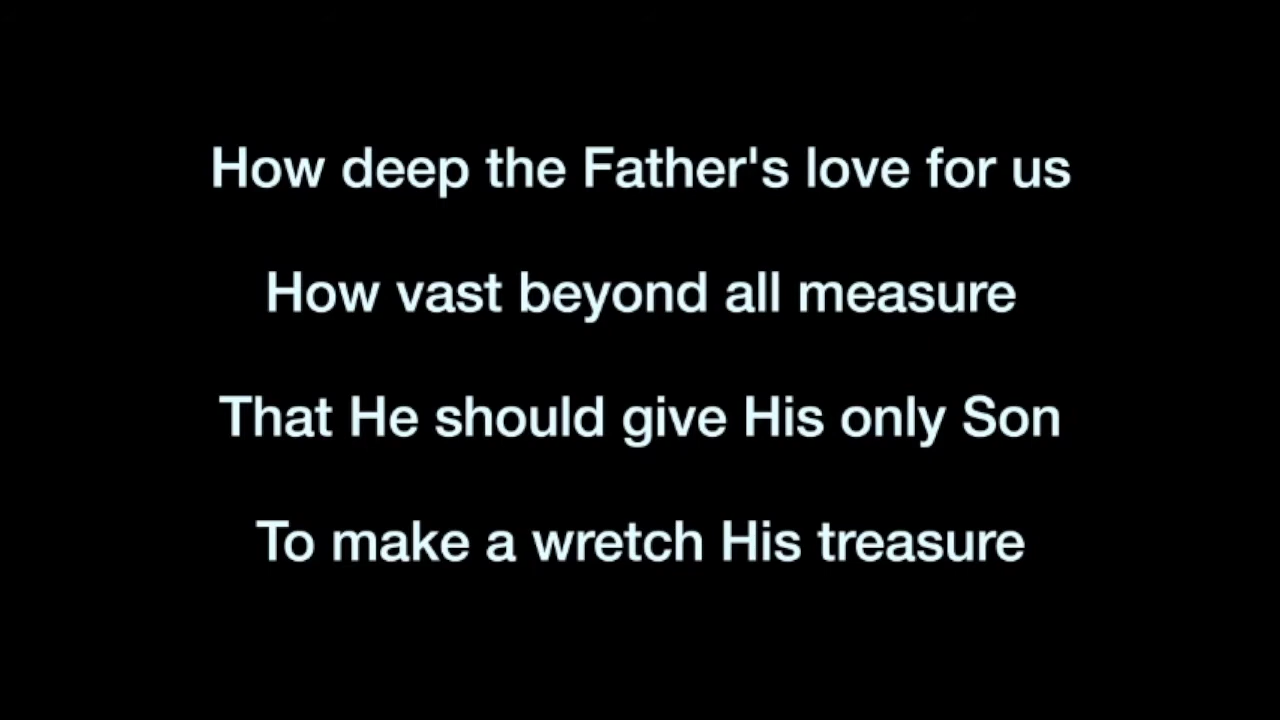 How deep the Father's love for us
How vast beyond all measure
That He should give His only Son
To make a wretch His treasure